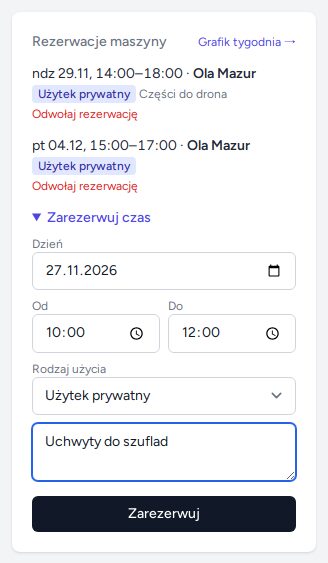 Rezerwacje maszyny Grafik tygodnia →
ndz 29.11, 14:00–18:00 · Ola Mazur
Użytek prywatny Części do drona
Odwołaj rezerwację
pt 04.12, 15:00–17:00 · Ola Mazur
Użytek prywatny
Odwołaj rezerwację
▼ Zarezerwuj czas
Dzień
27.11.2026
Od Do
10:00 12:00
Rodzaj użycia
Użytek prywatny
Uchwyty do szuflad
Zarezerwuj